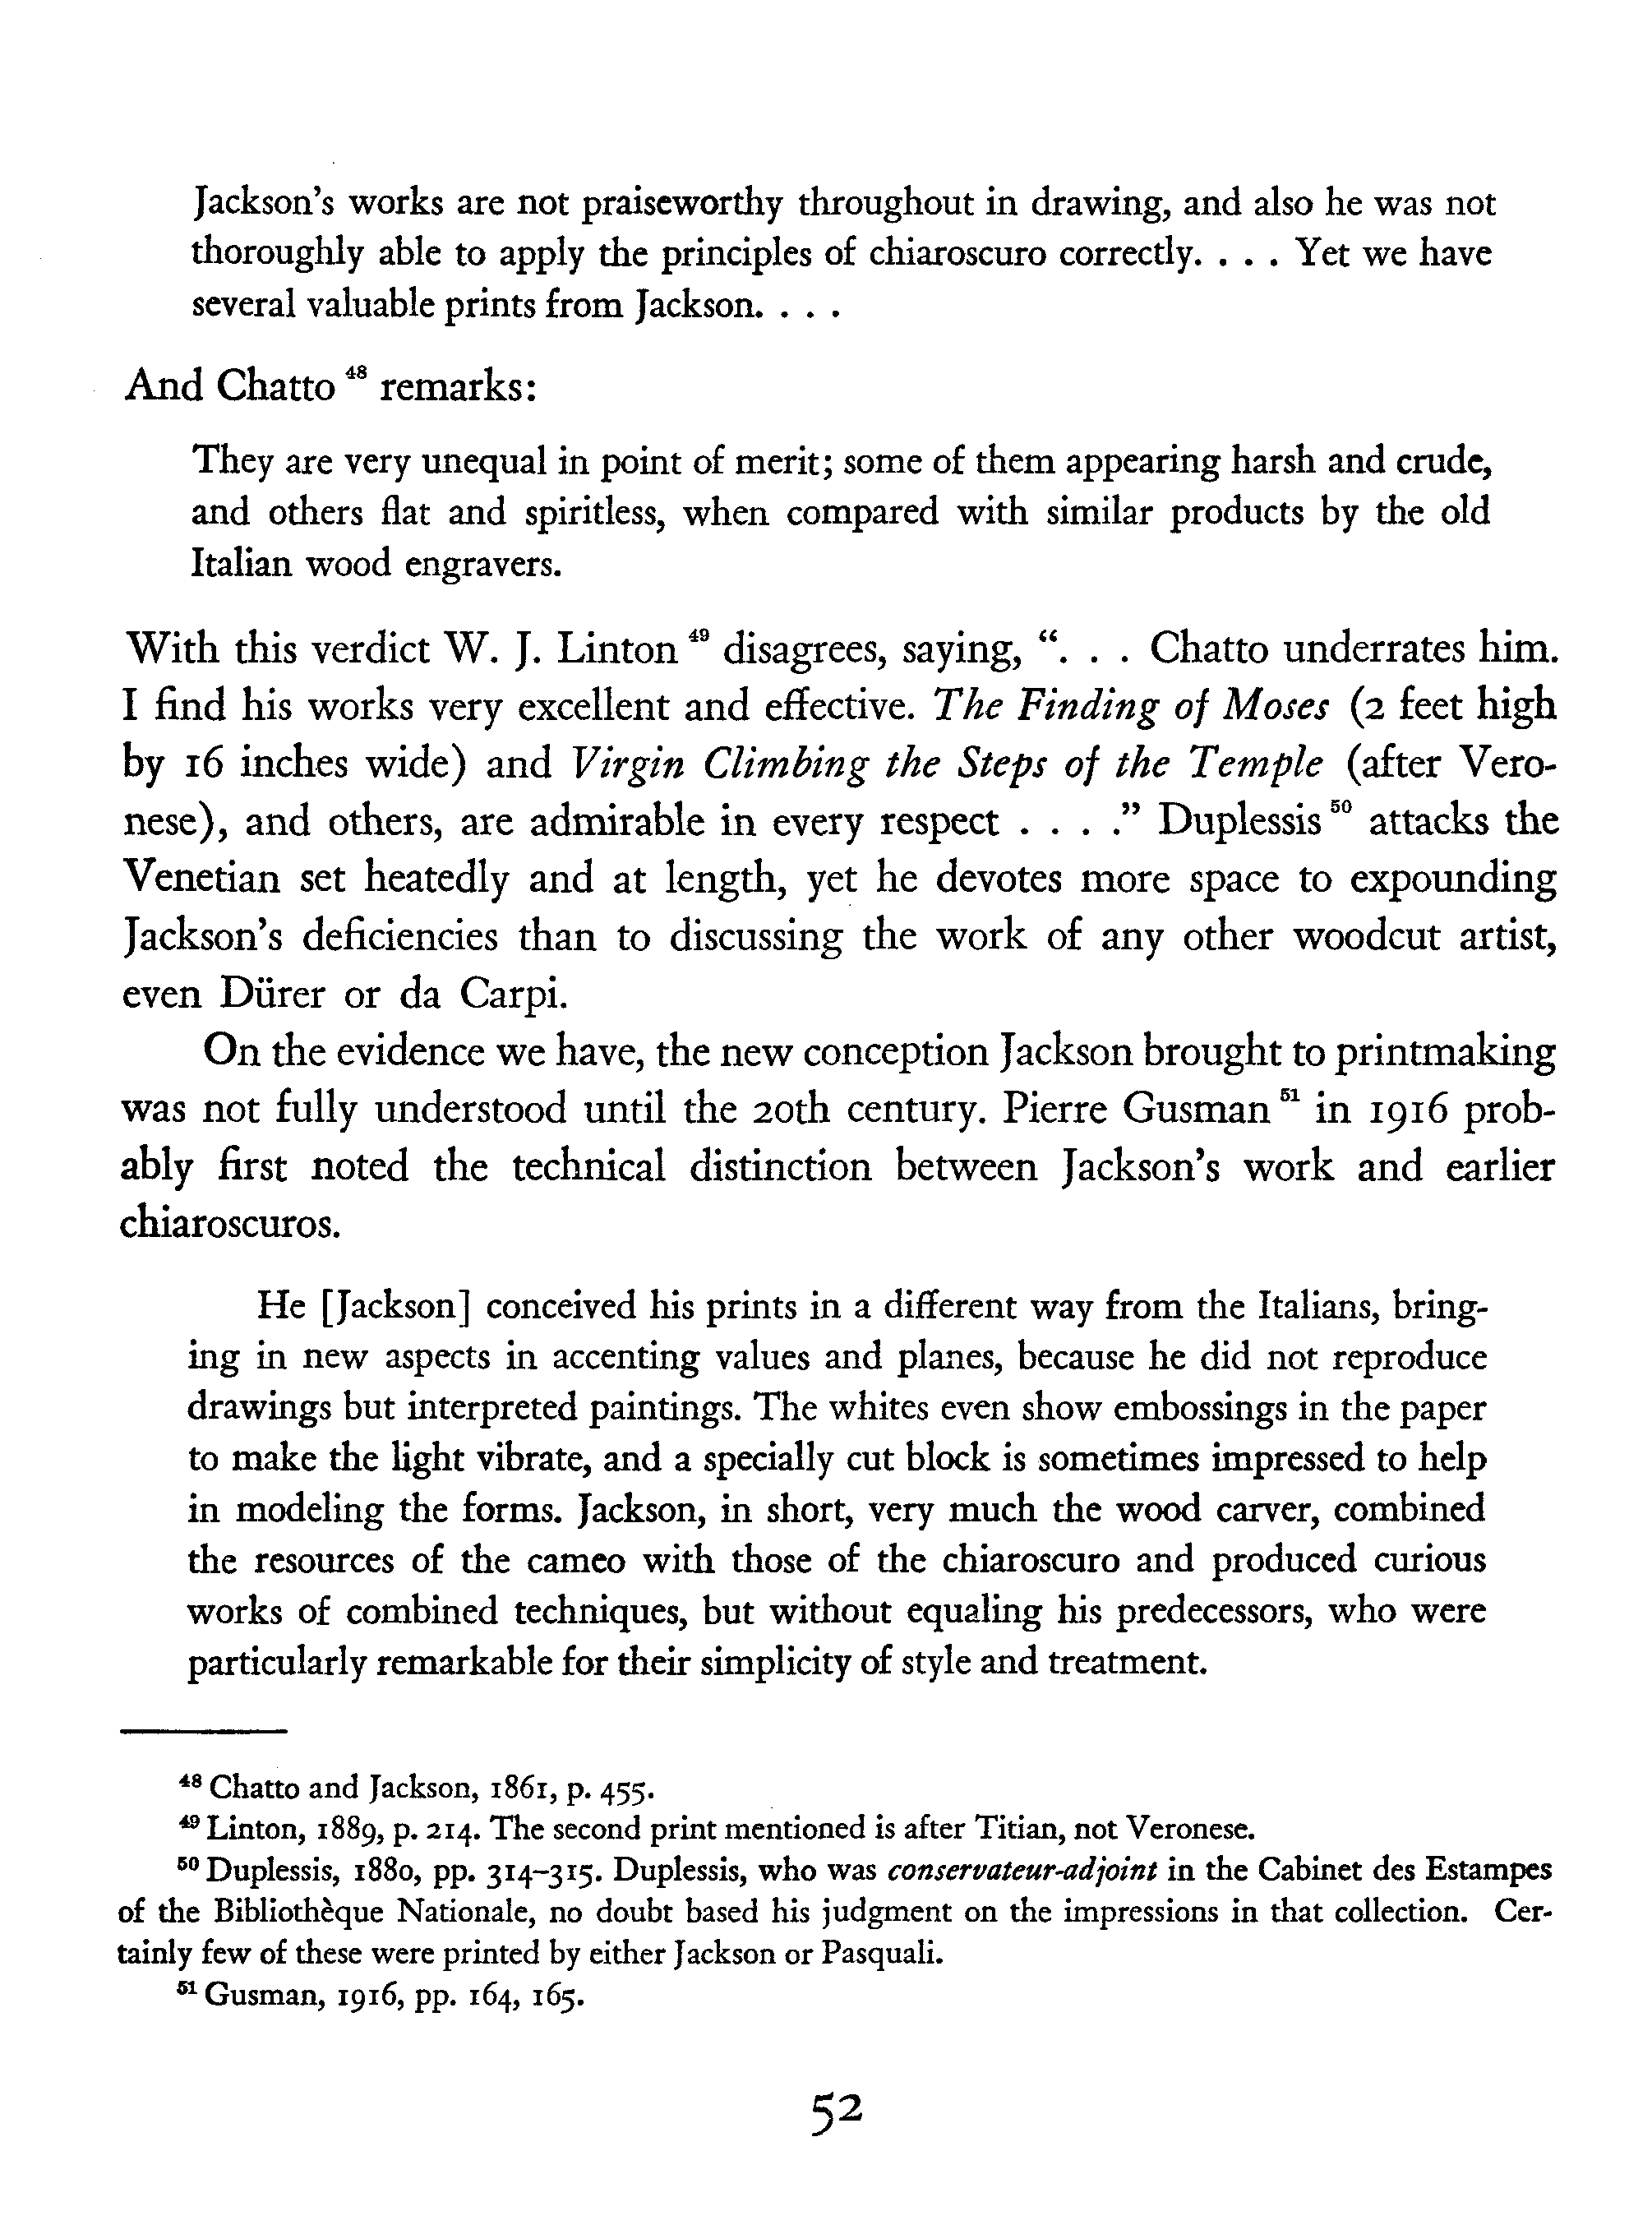 Jackson's works are not praiseworthy throughout in drawing, and also he was not
thoroughly able to apply the principles of chiaroscuro correctly. . . . Yet we have
several valuable prints from Jackson. . . .
And Chatto 48 remarks:
They are very unequal in point of merit; some of them appearing harsh and crude,
and others flat and spiritless, when compared with similar products by the old
Italian wood engravers.
With this verdict W. J. Linton 49 disagrees, saying, “. . . Chatto underrates him.
I find his works very excellent and effective. The Finding of Moses (2 feet high
by 16 inches wide) and Virgin Climbing the Steps of the Temple (after Vero-
nese), and others, are admirable in every respect . . . .” Duplessis 50 attacks the
Venetian set heatedly and at length, yet he devotes more space to expounding
Jackson's deficiencies than to discussing the work of any other woodcut artist,
even Dürer or da Carpi.
On the evidence we have, the new conception Jackson brought to printmaking
was not fully understood until the 20th century. Pierre Gusman 51 in 1916 prob-
ably first noted the technical distinction between Jackson's work and earlier
chiaroscuros.
He [Jackson] conceived his prints in a different way from the Italians, bring-
ing in new aspects in accenting values and planes, because he did not reproduce
drawings but interpreted paintings. The whites even show embossings in the paper
to make the light vibrate, and a specially cut block is sometimes impressed to help
in modeling the forms. Jackson, in short, very much the wood carver, combined
the resources of the cameo with those of the chiaroscuro and produced curious
works of combined techniques, but without equaling his predecessors, who were
particularly remarkable for their simplicity of style and treatment.
48 Chatto and Jackson, 1861, p. 455.
49 Linton, 1889, p. 214. The second print mentioned is after Titian, not Veronese.
50 Duplessis, 1880, pp. 314–315. Duplessis, who was conservateur-adjoint in the Cabinet des Estampes
of the Bibliothèque Nationale, no doubt based his judgment on the impressions in that collection. Cer-
tainly few of these were printed by either Jackson or Pasquali.
51 Gusman, 1916, pp. 164, 165.
52